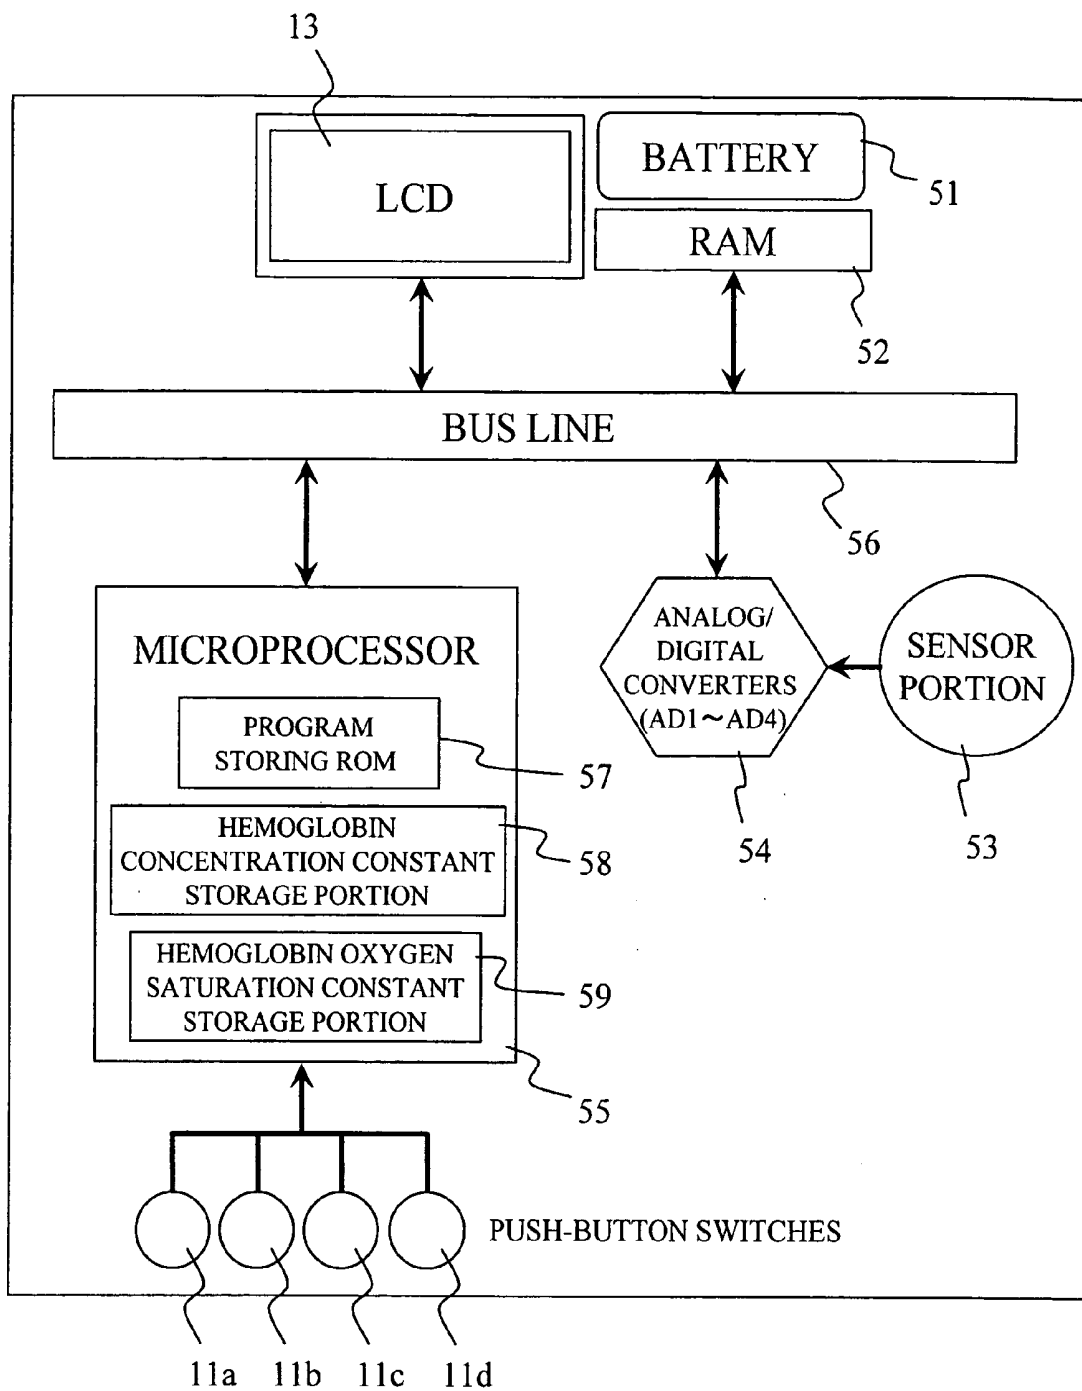 13
LCD
BATTERY
51
RAM
52
BUS LINE
56
MICROPROCESSOR
PROGRAM
STORING ROM
57
HEMOGLOBIN
CONCENTRATION CONSTANT
STORAGE PORTION
58
HEMOGLOBIN OXYGEN
SATURATION CONSTANT
STORAGE PORTION
59
55
ANALOG/
DIGITAL
CONVERTERS
(AD1～AD4)
54
SENSOR
PORTION
53
PUSH-BUTTON SWITCHES
11a
11b
11c
11d